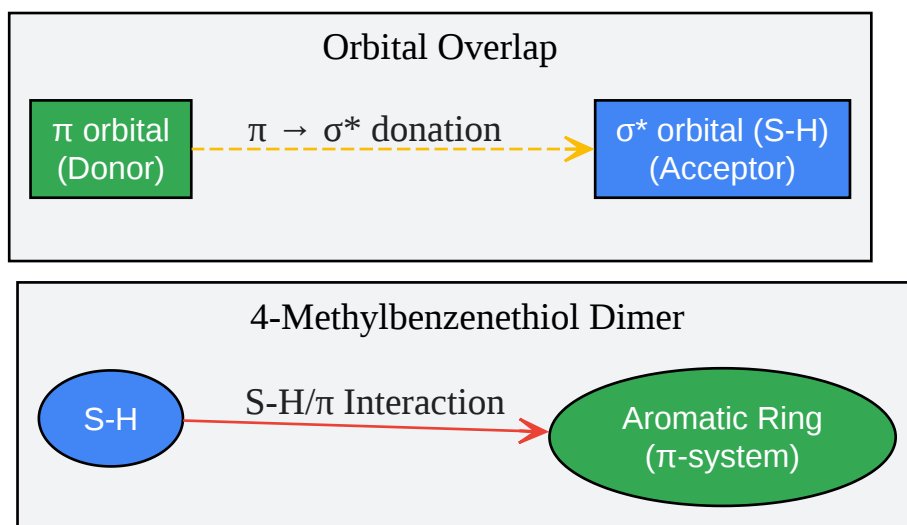 Orbital Overlap
π orbital
(Donor)
π → σ* donation
σ* orbital (S-H)
(Acceptor)
4-Methylbenzenethiol Dimer
S-H
S-H/π Interaction
Aromatic Ring
(π-system)